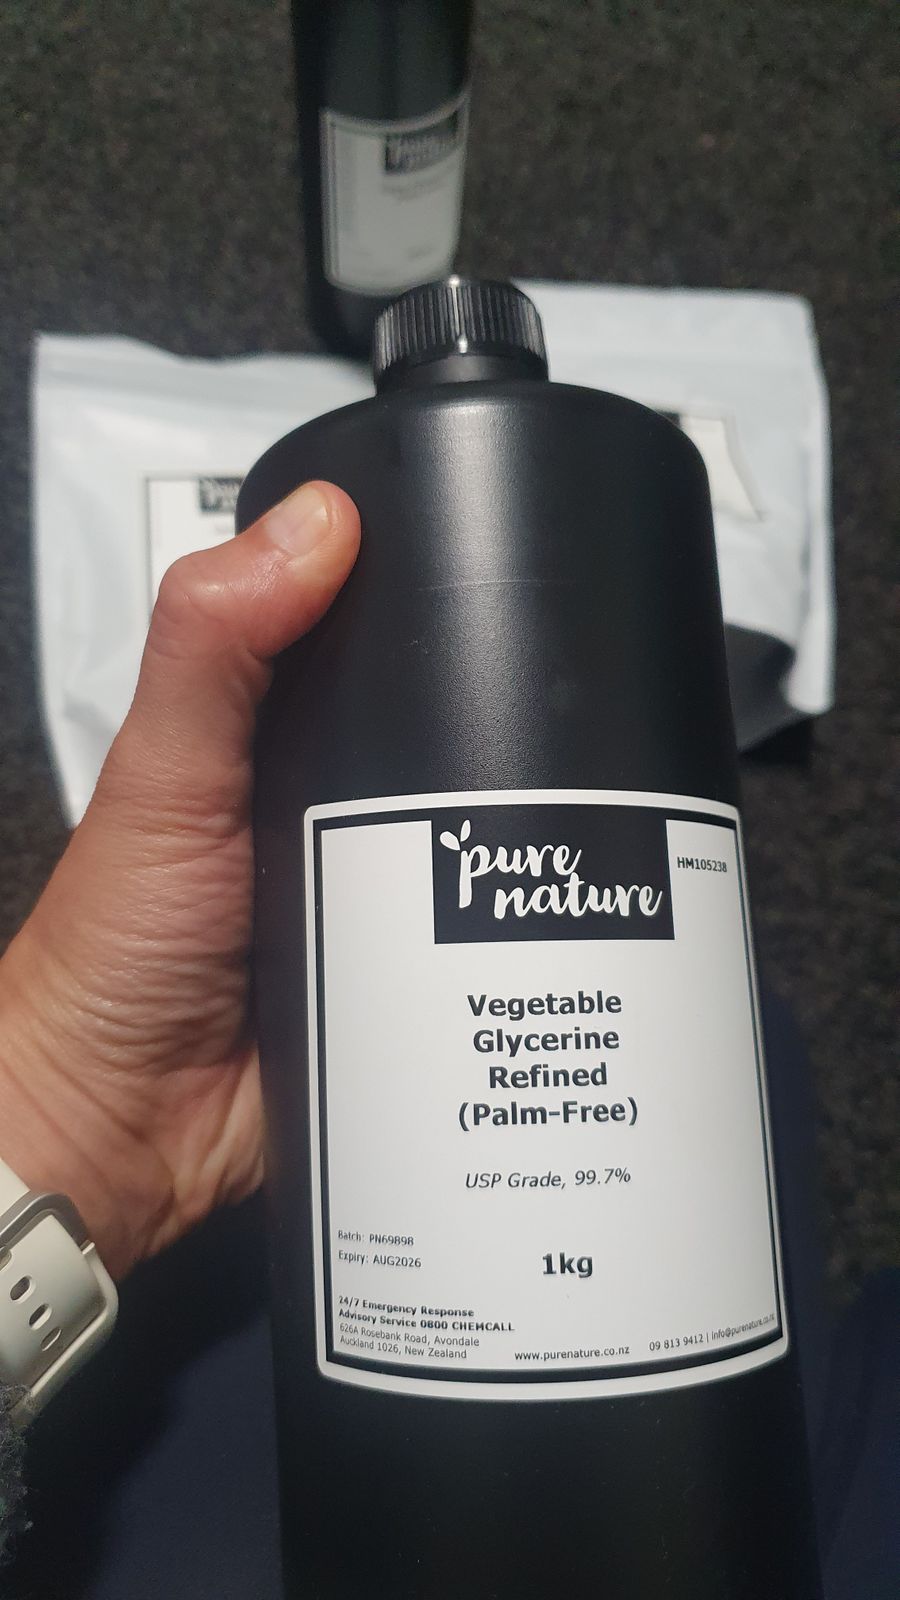 pure
nature
HM105238
Vegetable
Glycerine
Refined
(Palm-Free)
USP Grade, 99.7%
Batch: PN69898
Expiry: AUG2026
1kg
24/7 Emergency Response
Advisory Service 0800 CHEMCALL
626A Rosebank Road, Avondale
Auckland 1026, New Zealand
www.purenature.co.nz
09 813 9412 | info@purenature.co.nz